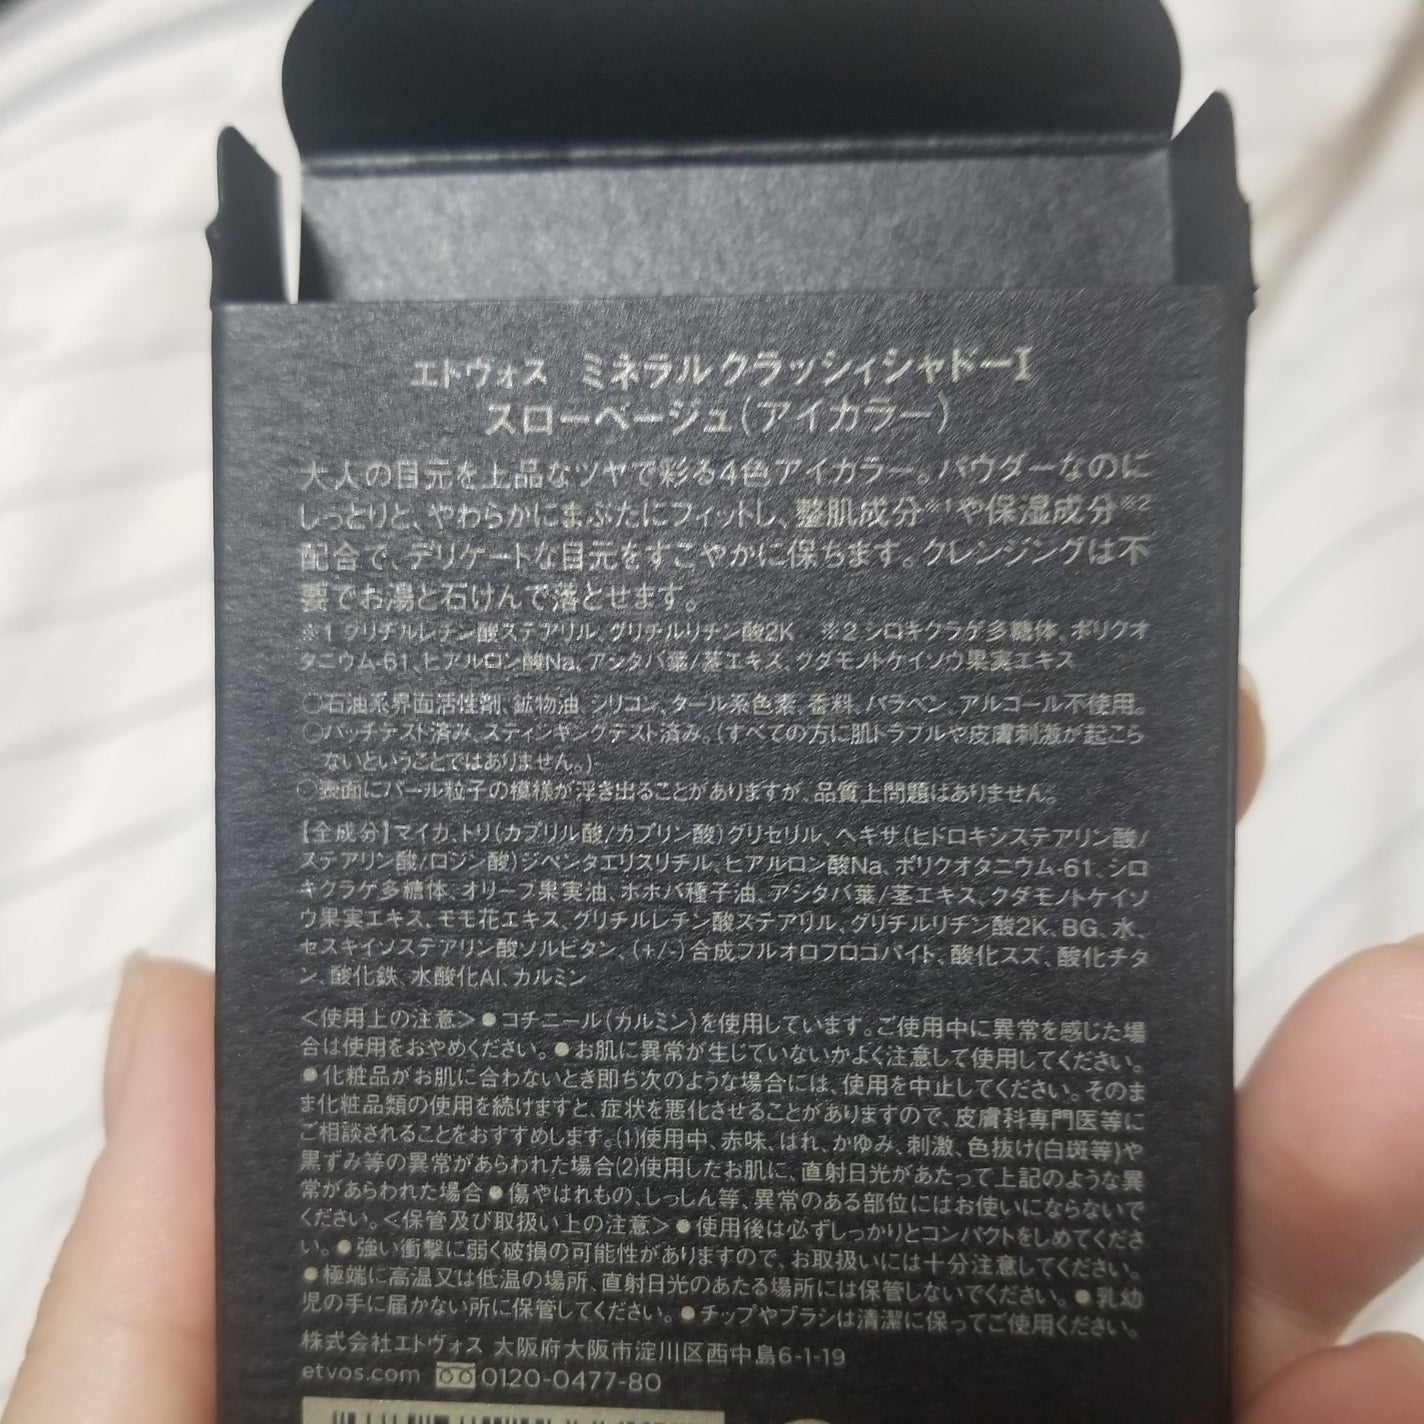 エトヴォス　ミネラルクラッシィシャドーI
スローベージュ(アイカラー)
大人の目元を上品なツヤで彩る4色アイカラー。パウダーなのに
しっとりと、やわらかにまぶたにフィットし、整肌成分※1や保湿成分※2
配合で、デリケートな目元をすこやかに保ちます。クレンジングは不
要でお湯と石けんで落とせます。
※1 グリチルレチン酸ステアリル、グリチルリチン酸2K　※2 シロキクラゲ多糖体、ポリクオ
タニウム-61、ヒアルロン酸Na、アシタバ葉/茎エキス、クダモノトケイソウ果実エキス
○石油系界面活性剤、鉱物油、シリコン、タール系色素、香料、パラベン、アルコール不使用。
○パッチテスト済み、スティンギングテスト済み。(すべての方に肌トラブルや皮膚刺激が起こら
ないということではありません。)
○表面にパール粒子の模様が浮き出ることがありますが、品質上問題はありません。
【全成分】マイカ、トリ(カプリル酸/カプリン酸)グリセリル、ヘキサ(ヒドロキシステアリン酸/
ステアリン酸/ロジン酸)ジペンタエリスリチル、ヒアルロン酸Na、ポリクオタニウム-61、シロ
キクラゲ多糖体、オリーブ果実油、ホホバ種子油、アシタバ葉/茎エキス、クダモノトケイソ
ウ果実エキス、モモ花エキス、グリチルレチン酸ステアリル、グリチルリチン酸2K、BG、水、
セスキイソステアリン酸ソルビタン、(+/-)合成フルオロフロゴパイト、酸化スズ、酸化チタ
ン、酸化鉄、水酸化Al、カルミン
＜使用上の注意＞●コチニール(カルミン)を使用しています。ご使用中に異常を感じた場
合は使用をおやめください。●お肌に異常が生じていないかよく注意して使用してください。
●化粧品がお肌に合わないとき即ち次のような場合には、使用を中止してください。そのま
ま化粧品類の使用を続けますと、症状を悪化させることがありますので、皮膚科専門医等に
ご相談されることをおすすめします。(1)使用中、赤味、はれ、かゆみ、刺激、色抜け(白斑等)や
黒ずみ等の異常があらわれた場合(2)使用したお肌に、直射日光があたって上記のような異
常があらわれた場合●傷やはれもの、しっしん等、異常のある部位にはお使いにならないで
ください。＜保管及び取扱い上の注意＞●使用後は必ずしっかりとコンパクトをしめてくださ
い。●強い衝撃に弱く破損の可能性がありますので、お取扱いには十分注意してください。
●極端に高温又は低温の場所、直射日光のあたる場所には保管しないでください。●乳幼
児の手に届かない所に保管してください。●チップやブラシは清潔に保ってご使用ください。
株式会社エトヴォス 大阪府大阪市淀川区西中島6-1-19
etvos.com 0120-0477-80